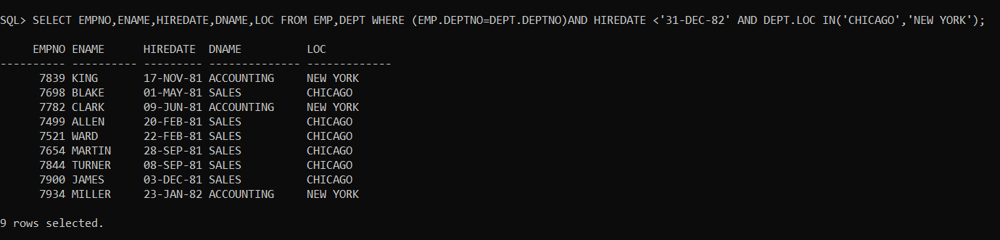 SQL> SELECT EMPNO,ENAME,HIREDATE,DNAME,LOC FROM EMP,DEPT WHERE (EMP.DEPTNO=DEPT.DEPTNO)AND HIREDATE <'31-DEC-82' AND DEPT.LOC IN('CHICAGO','NEW YORK');
     EMPNO ENAME      HIREDATE  DNAME          LOC
---------- ---------- --------- -------------- -------------
      7839 KING       17-NOV-81 ACCOUNTING     NEW YORK
      7698 BLAKE      01-MAY-81 SALES          CHICAGO
      7782 CLARK      09-JUN-81 ACCOUNTING     NEW YORK
      7499 ALLEN      20-FEB-81 SALES          CHICAGO
      7521 WARD       22-FEB-81 SALES          CHICAGO
      7654 MARTIN     28-SEP-81 SALES          CHICAGO
      7844 TURNER     08-SEP-81 SALES          CHICAGO
      7900 JAMES      03-DEC-81 SALES          CHICAGO
      7934 MILLER     23-JAN-82 ACCOUNTING     NEW YORK
9 rows selected.